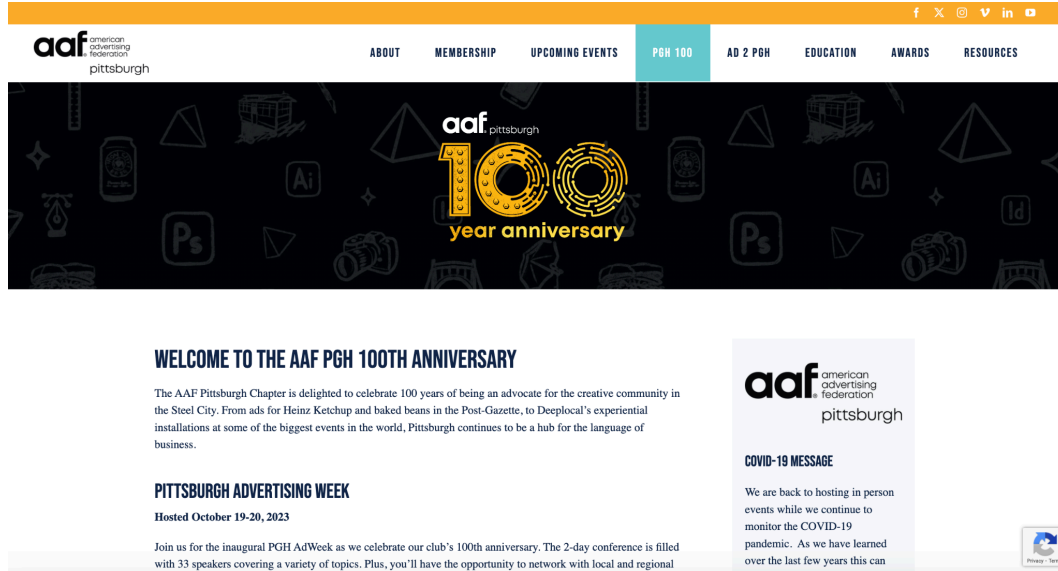 aaf american
advertising
federation
pittsburgh
ABOUT MEMBERSHIP UPCOMING EVENTS PGH 100 AD 2 PGH EDUCATION AWARDS RESOURCES
aaf pittsburgh
100
year anniversary
Ai
Ps
Ai
Ps
Id
WELCOME TO THE AAF PGH 100TH ANNIVERSARY
The AAF Pittsburgh Chapter is delighted to celebrate 100 years of being an advocate for the creative community in
the Steel City. From ads for Heinz Ketchup and baked beans in the Post-Gazette, to Deeplocal's experiential
installations at some of the biggest events in the world, Pittsburgh continues to be a hub for the language of
business.
PITTSBURGH ADVERTISING WEEK
Hosted October 19-20, 2023
Join us for the inaugural PGH AdWeek as we celebrate our club's 100th anniversary. The 2-day conference is filled
with 33 speakers covering a variety of topics. Plus, you'll have the opportunity to network with local and regional
aaf american
advertising
federation
pittsburgh
COVID-19 MESSAGE
We are back to hosting in person
events while we continue to
monitor the COVID-19
pandemic. As we have learned
over the last few years this can
Privacy - Ter